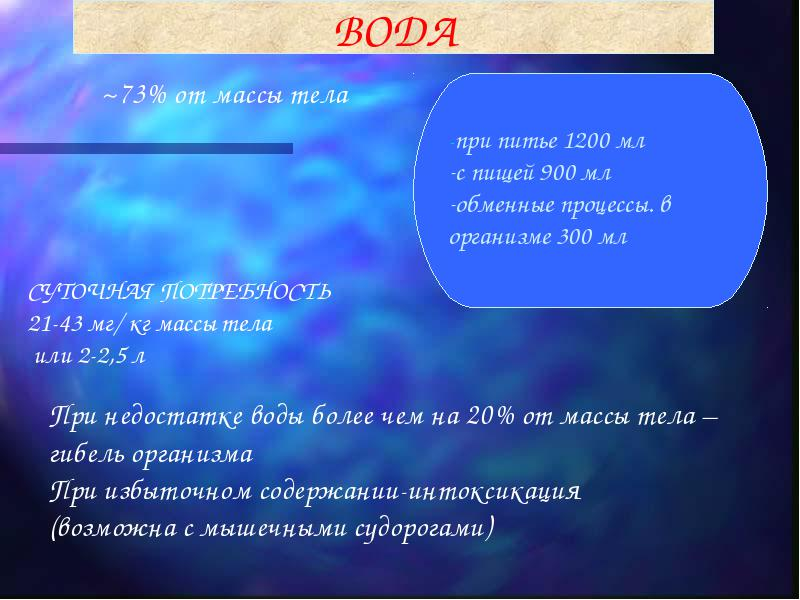 ВОДА
~73% от массы тела
-при питье 1200 мл
-с пищей 900 мл
-обменные процессы. в
организме 300 мл
СУТОЧНАЯ ПОТРЕБНОСТЬ
21-43 мг/ кг массы тела
или 2-2,5 л
При недостатке воды более чем на 20% от массы тела –
гибель организма
При избыточном содержании-интоксикация
(возможна с мышечными судорогами)